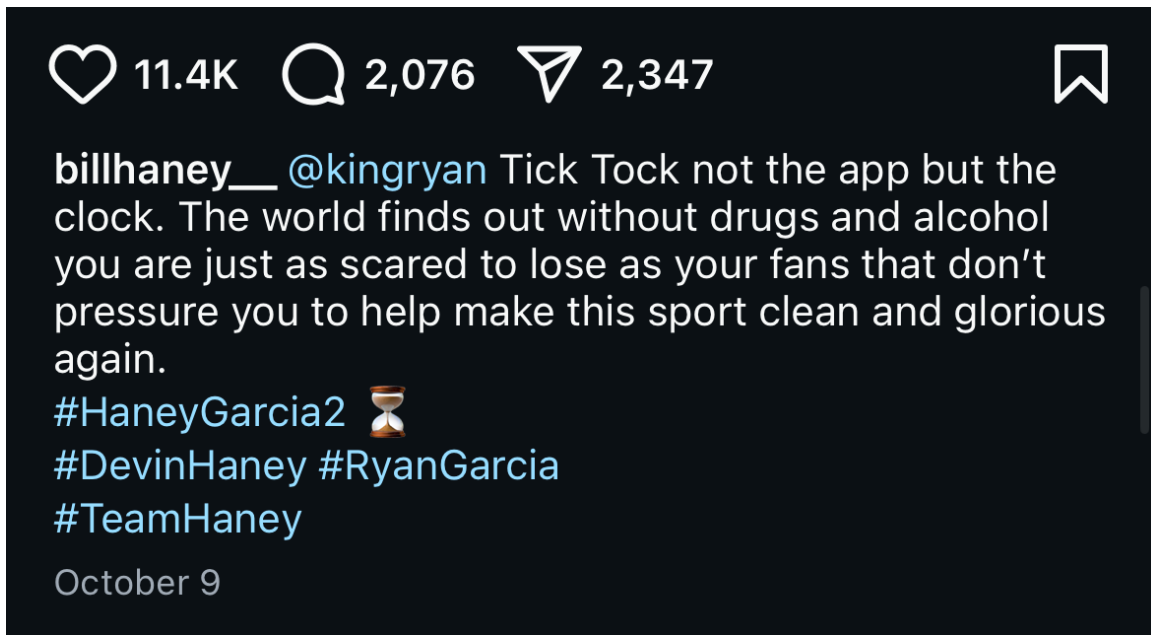 11.4K 2,076 2,347
billhaney__ @kingryan Tick Tock not the app but the
clock. The world finds out without drugs and alcohol
you are just as scared to lose as your fans that don’t
pressure you to help make this sport clean and glorious
again.
#HaneyGarcia2 ⏳
#DevinHaney #RyanGarcia
#TeamHaney
October 9